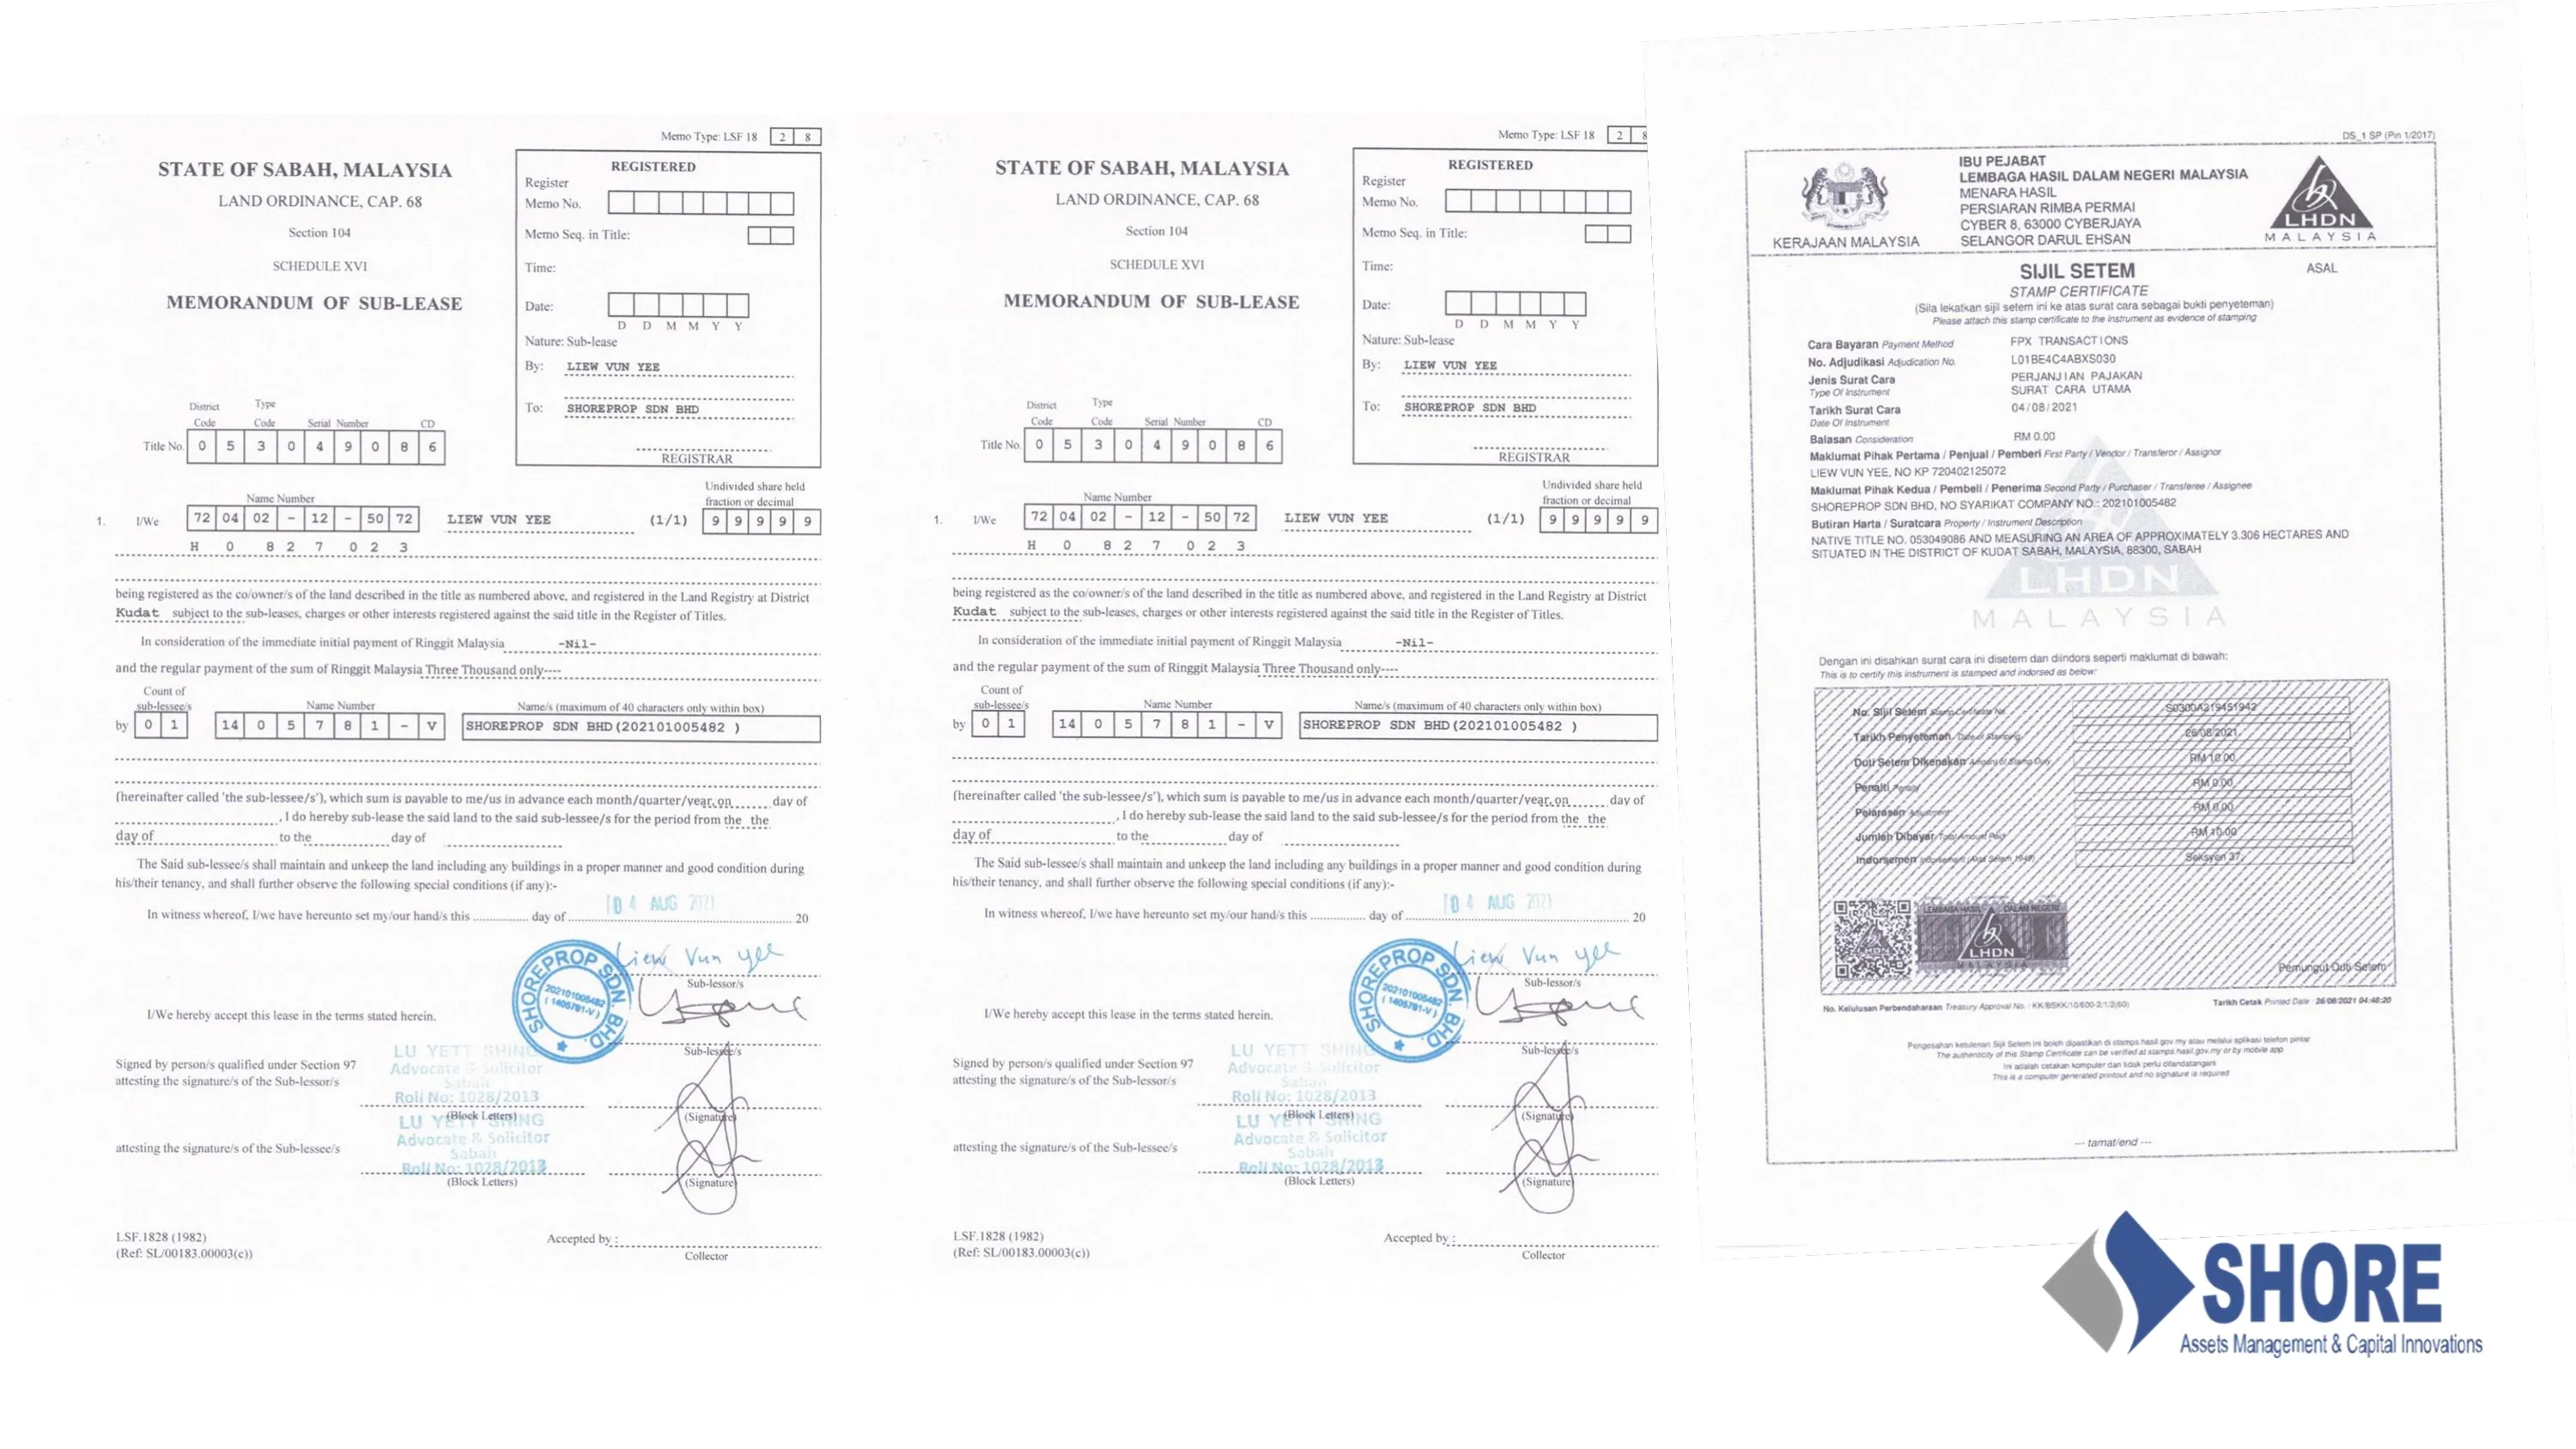 Memo Type: LSF 18 2 8
STATE OF SABAH, MALAYSIA
LAND ORDINANCE, CAP. 68
Section 104
SCHEDULE XVI
MEMORANDUM OF SUB-LEASE
REGISTERED
Register
Memo No.
Memo Seq. in Title:
Time:
Date:
D D M M Y Y
Nature: Sub-lease
By: LIEW VUN YEE
To: SHOREPROP SDN BHD
REGISTRAR
District Type
Code Code Serial Number CD
Title No. 0 5 3 0 4 9 0 8 6
Undivided share held
Name Number fraction or decimal
1. I/We 72 04 02 - 12 - 50 72 LIEW VUN YEE (1/1) 9 9 9 9 9
H 0 8 2 7 0 2 3
being registered as the co/owner/s of the land described in the title as numbered above, and registered in the Land Registry at District
Kudat subject to the sub-leases, charges or other interests registered against the said title in the Register of Titles.
In consideration of the immediate initial payment of Ringgit Malaysia -Nil-
and the regular payment of the sum of Ringgit Malaysia Three Thousand only----
Count of
sub-lessee/s Name Number Name/s (maximum of 40 characters only within box)
by 0 1 14 0 5 7 8 1 - V SHOREPROP SDN BHD(202101005482 )
(hereinafter called 'the sub-lessee/s'), which sum is payable to me/us in advance each month/quarter/year, on ...... day of
, I do hereby sub-lease the said land to the said sub-lessee/s for the period from the the
day of to the day of
The Said sub-lessee/s shall maintain and unkeep the land including any buildings in a proper manner and good condition during
his/their tenancy, and shall further observe the following special conditions (if any):-
04 AUG 2021
In witness whereof, I/we have hereunto set my/our hand/s this day of 20
Liew Vun Yee
Sub-lessor/s
SHOREPROP SDN. BHD.
202101005482
(1405781-V)
I/We hereby accept this lease in the terms stated herein.
Sub-lessee/s
Signed by person/s qualified under Section 97
attesting the signature/s of the Sub-lessor/s
LU YETT SHING
Advocate & Solicitor
Sabah
Roll No: 1028/2013
(Block Letters) (Signature)
attesting the signature/s of the Sub-lessee/s
LU YETT SHING
Advocate & Solicitor
Sabah
Roll No: 1028/2013
(Block Letters) (Signature
LSF.1828 (1982)
(Ref: SL/00183.00003(c))
Accepted by :
Collector
Memo Type: LSF 18 2 8
STATE OF SABAH, MALAYSIA
LAND ORDINANCE, CAP. 68
Section 104
SCHEDULE XVI
MEMORANDUM OF SUB-LEASE
REGISTERED
Register
Memo No.
Memo Seq. in Title:
Time:
Date:
D D M M Y Y
Nature: Sub-lease
By: LIEW VUN YEE
To: SHOREPROP SDN BHD
REGISTRAR
District Type
Code Code Serial Number CD
Title No. 0 5 3 0 4 9 0 8 6
Undivided share held
Name Number fraction or decimal
1. I/We 72 04 02 - 12 - 50 72 LIEW VUN YEE (1/1) 9 9 9 9 9
H 0 8 2 7 0 2 3
being registered as the co/owner/s of the land described in the title as numbered above, and registered in the Land Registry at District
Kudat subject to the sub-leases, charges or other interests registered against the said title in the Register of Titles.
In consideration of the immediate initial payment of Ringgit Malaysia -Nil-
and the regular payment of the sum of Ringgit Malaysia Three Thousand only----
Count of
sub-lessee/s Name Number Name/s (maximum of 40 characters only within box)
by 0 1 14 0 5 7 8 1 - V SHOREPROP SDN BHD(202101005482 )
(hereinafter called 'the sub-lessee/s'), which sum is payable to me/us in advance each month/quarter/year, on ...... day of
, I do hereby sub-lease the said land to the said sub-lessee/s for the period from the the
day of to the day of
The Said sub-lessee/s shall maintain and unkeep the land including any buildings in a proper manner and good condition during
his/their tenancy, and shall further observe the following special conditions (if any):-
04 AUG 2021
In witness whereof, I/we have hereunto set my/our hand/s this day of 20
Liew Vun Yee
Sub-lessor/s
SHOREPROP SDN. BHD.
202101005482
(1405781-V)
I/We hereby accept this lease in the terms stated herein.
Sub-lessee/s
Signed by person/s qualified under Section 97
attesting the signature/s of the Sub-lessor/s
LU YETT SHING
Advocate & Solicitor
Sabah
Roll No: 1028/2013
(Block Letters) (Signature)
attesting the signature/s of the Sub-lessee/s
LU YETT SHING
Advocate & Solicitor
Sabah
Roll No: 1028/2013
(Block Letters) (Signature
LSF.1828 (1982)
(Ref: SL/00183.00003(c))
Accepted by :
Collector
DS_1 SP (Pin 1/2017)
KERAJAAN MALAYSIA
IBU PEJABAT
LEMBAGA HASIL DALAM NEGERI MALAYSIA
MENARA HASIL
PERSIARAN RIMBA PERMAI
CYBER 8, 63000 CYBERJAYA
SELANGOR DARUL EHSAN
LHDN
MALAYSIA
SIJIL SETEM ASAL
STAMP CERTIFICATE
(Sila lekatkan sijil setem ini ke atas surat cara sebagai bukti penyeteman)
Please attach this stamp certificate to the instrument as evidence of stamping
Cara Bayaran Payment Method FPX TRANSACTIONS
No. Adjudikasi Adjudication No. L01BE4C4ABXS030
Jenis Surat Cara PERJANJIAN PAJAKAN
Type Of Instrument SURAT CARA UTAMA
Tarikh Surat Cara 04/08/2021
Date Of Instrument
Balasan Consideration RM 0.00
Maklumat Pihak Pertama / Penjual / Pemberi First Party / Vendor / Transferor / Assignor
LIEW VUN YEE, NO KP 720402125072
Maklumat Pihak Kedua / Pembeli / Penerima Second Party / Purchaser / Transferee / Assignee
SHOREPROP SDN BHD, NO SYARIKAT COMPANY NO.: 202101005482
Butiran Harta / Suratcara Property / Instrument Description
NATIVE TITLE NO. 053049086 AND MEASURING AN AREA OF APPROXIMATELY 3.306 HECTARES AND
SITUATED IN THE DISTRICT OF KUDAT SABAH, MALAYSIA, 88300, SABAH
LHDN
MALAYSIA
Dengan ini disahkan surat cara ini disetem dan diindors seperti maklumat di bawah:
This is to certify this instrument is stamped and indorsed as below:
No. Sijil Setem Stamp Certificate No. S0300A219451942
Tarikh Penyeteman Date of Stamping 26/08/2021
Duti Setem Dikenakan Amount of Stamp Duty RM 10.00
Penalti Penalty RM 0.00
Pelarasan Adjustment RM 0.00
Jumlah Dibayar Total Amount Paid RM 10.00
Indorsemen Indorsement (Akta Setem 1949) Seksyen 37
LEMBAGA HASIL DALAM NEGERI
LHDN
MALAYSIA
Pemungut Duti Setem
No. Kelulusan Perbendaharaan Treasury Approval No. : KK/BSKK/10/600-2/1/2(60) Tarikh Cetak Printed Date : 26/08/2021 04:48:20
Pengesahan ketulenan Sijil Setem ini boleh dipastikan di stamps.hasil.gov.my atau melalui aplikasi telefon pintar
The authenticity of this Stamp Certificate can be verified at stamps.hasil.gov.my or by mobile app
Ini adalah cetakan komputer dan tidak perlu ditandatangani
This is a computer generated printout and no signature is required
--- tamat/end ---
SHORE
Assets Management & Capital Innovations